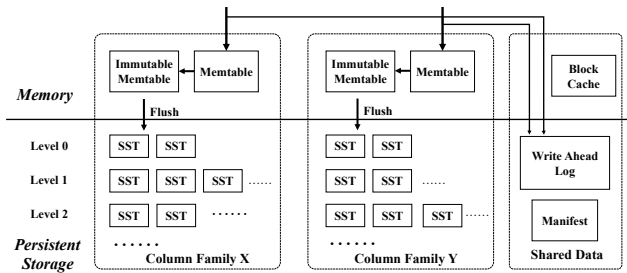 Immutable
Memtable
Memtable
Immutable
Memtable
Memtable
Block
Cache
Memory
Flush
Flush
Level 0
SST
SST
SST
SST
Write Ahead
Log
Level 1
SST
SST
SST
......
SST
SST
......
Level 2
SST
SST
......
SST
SST
SST
......
Manifest
Persistent
Storage
......
Column Family X
......
Column Family Y
Shared Data